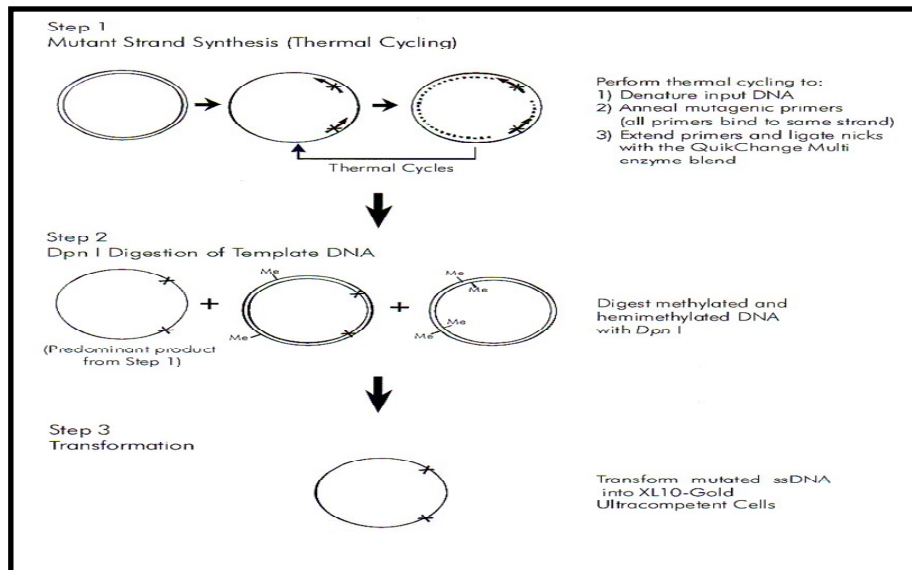 Step 1
Mutant Strand Synthesis (Thermal Cycling)
Perform thermal cycling to:
1) Denature input DNA
2) Anneal mutagenic primers
(all primers bind to same strand)
3) Extend primers and ligate nicks
with the QuikChange Multi
enzyme blend
Thermal Cycles
Step 2
Dpn I Digestion of Template DNA
Me
Me
+
+
Me
Me
Me
Me
(Predominant product
from Step 1)
Digest methylated and
hemimethylated DNA
with Dpn I
Step 3
Transformation
Transform mutated ssDNA
into XL10-Gold
Ultracompetent Cells